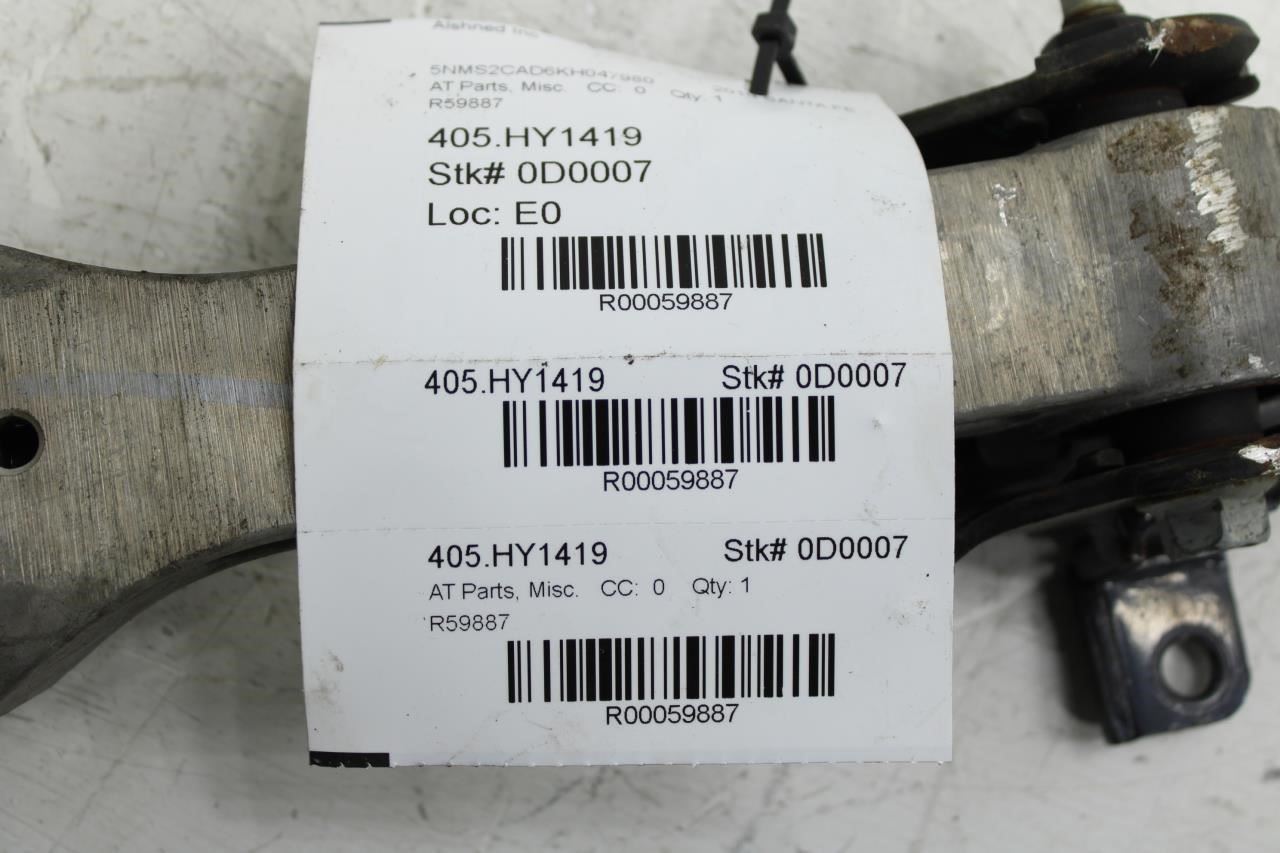 Aishned Inc
5NMS2CAD6KH047980
AT Parts, Misc. CC: 0 Qty: 1
R59887
405.HY1419
Stk# 0D0007
Loc: E0
R00059887
405.HY1419 Stk# 0D0007
R00059887
405.HY1419 Stk# 0D0007
AT Parts, Misc. CC: 0 Qty: 1
R59887
R00059887